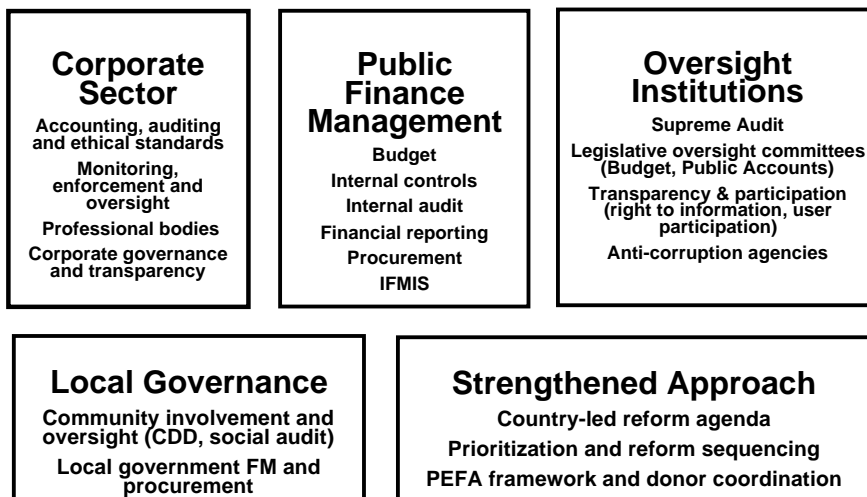 Corporate
Sector
Accounting, auditing
and ethical standards
Monitoring,
enforcement and
oversight
Professional bodies
Corporate governance
and transparency
Public
Finance
Management
Budget
Internal controls
Internal audit
Financial reporting
Procurement
IFMIS
Oversight
Institutions
Supreme Audit
Legislative oversight committees
(Budget, Public Accounts)
Transparency & participation
(right to information, user
participation)
Anti-corruption agencies
Local Governance
Community involvement and
oversight (CDD, social audit)
Local government FM and
procurement
Strengthened Approach
Country-led reform agenda
Prioritization and reform sequencing
PEFA framework and donor coordination